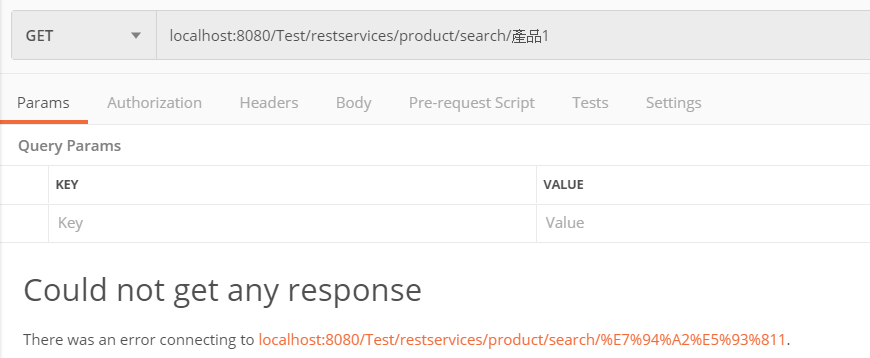 GET localhost:8080/Test/restservices/product/search/產品1
Params Authorization Headers Body Pre-request Script Tests Settings
Query Params
KEY VALUE
Key Value
Could not get any response
There was an error connecting to localhost:8080/Test/restservices/product/search/%E7%94%A2%E5%93%811.